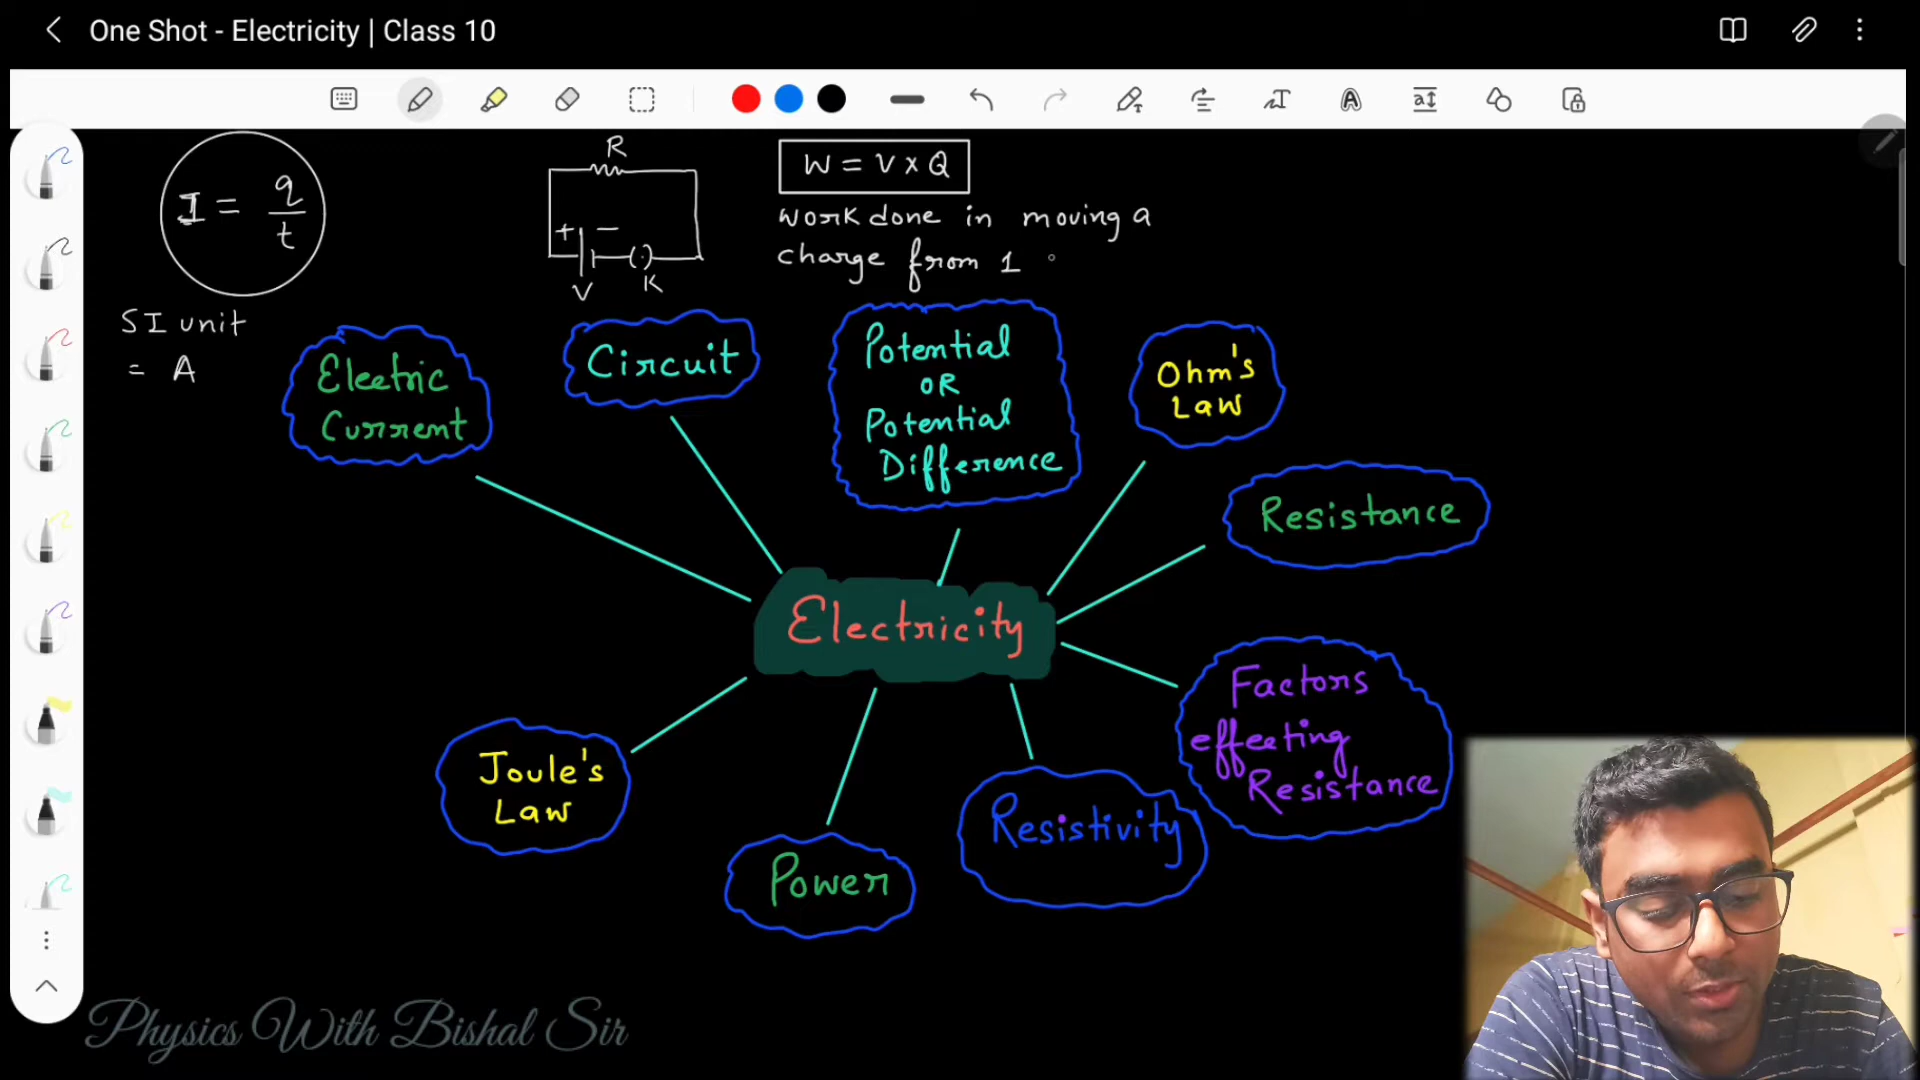 One Shot - Electricity | Class 10
I = q/t
SI unit
= A
R
+ -
V
K
W = V × Q
work done in moving a
charge from 1
Electric
Current
Circuit
Potential
OR
Potential
Difference
Ohm's
Law
Resistance
Electricity
Factors
effecting
Resistance
Joule's
Law
Power
Resistivity
Physics With Bishal Sir